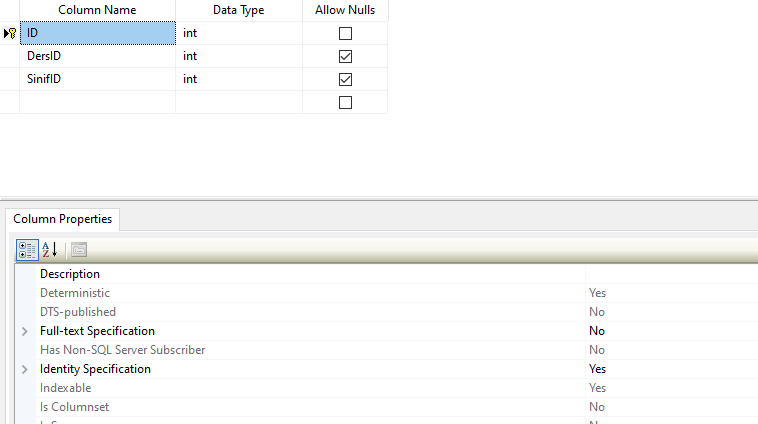 Column Name Data Type Allow Nulls
ID int
DersID int
SinifID int
Column Properties
Description
Deterministic Yes
DTS-published No
Full-text Specification No
Has Non-SQL Server Subscriber No
Identity Specification Yes
Indexable Yes
Is Columnset No